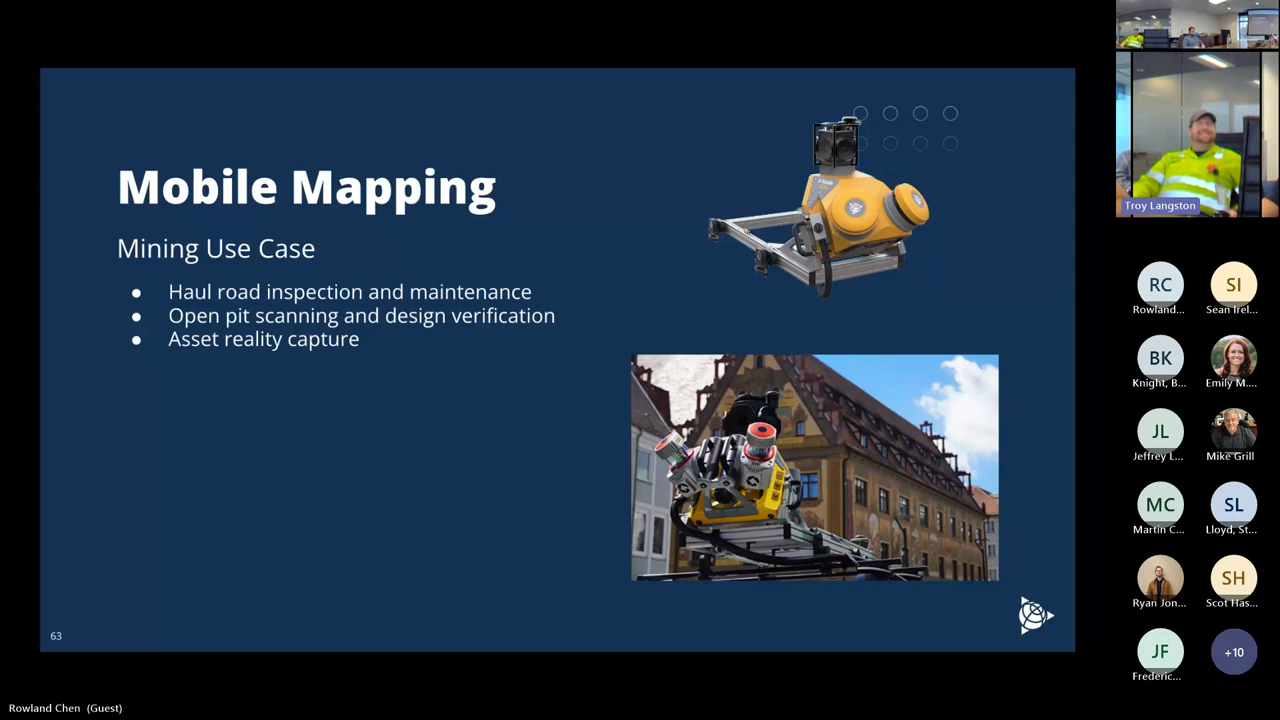 Mobile Mapping
Mining Use Case
● Haul road inspection and maintenance
● Open pit scanning and design verification
● Asset reality capture
63
Troy Langston
RC
Rowland...
SI
Sean Irel...
BK
Knight, B...
Emily M....
JL
Jeffrey L...
Mike Grill
MC
Martin C...
SL
Lloyd, St...
Ryan Jon...
SH
Scot Has...
JF
Frederic...
+10
Rowland Chen (Guest)